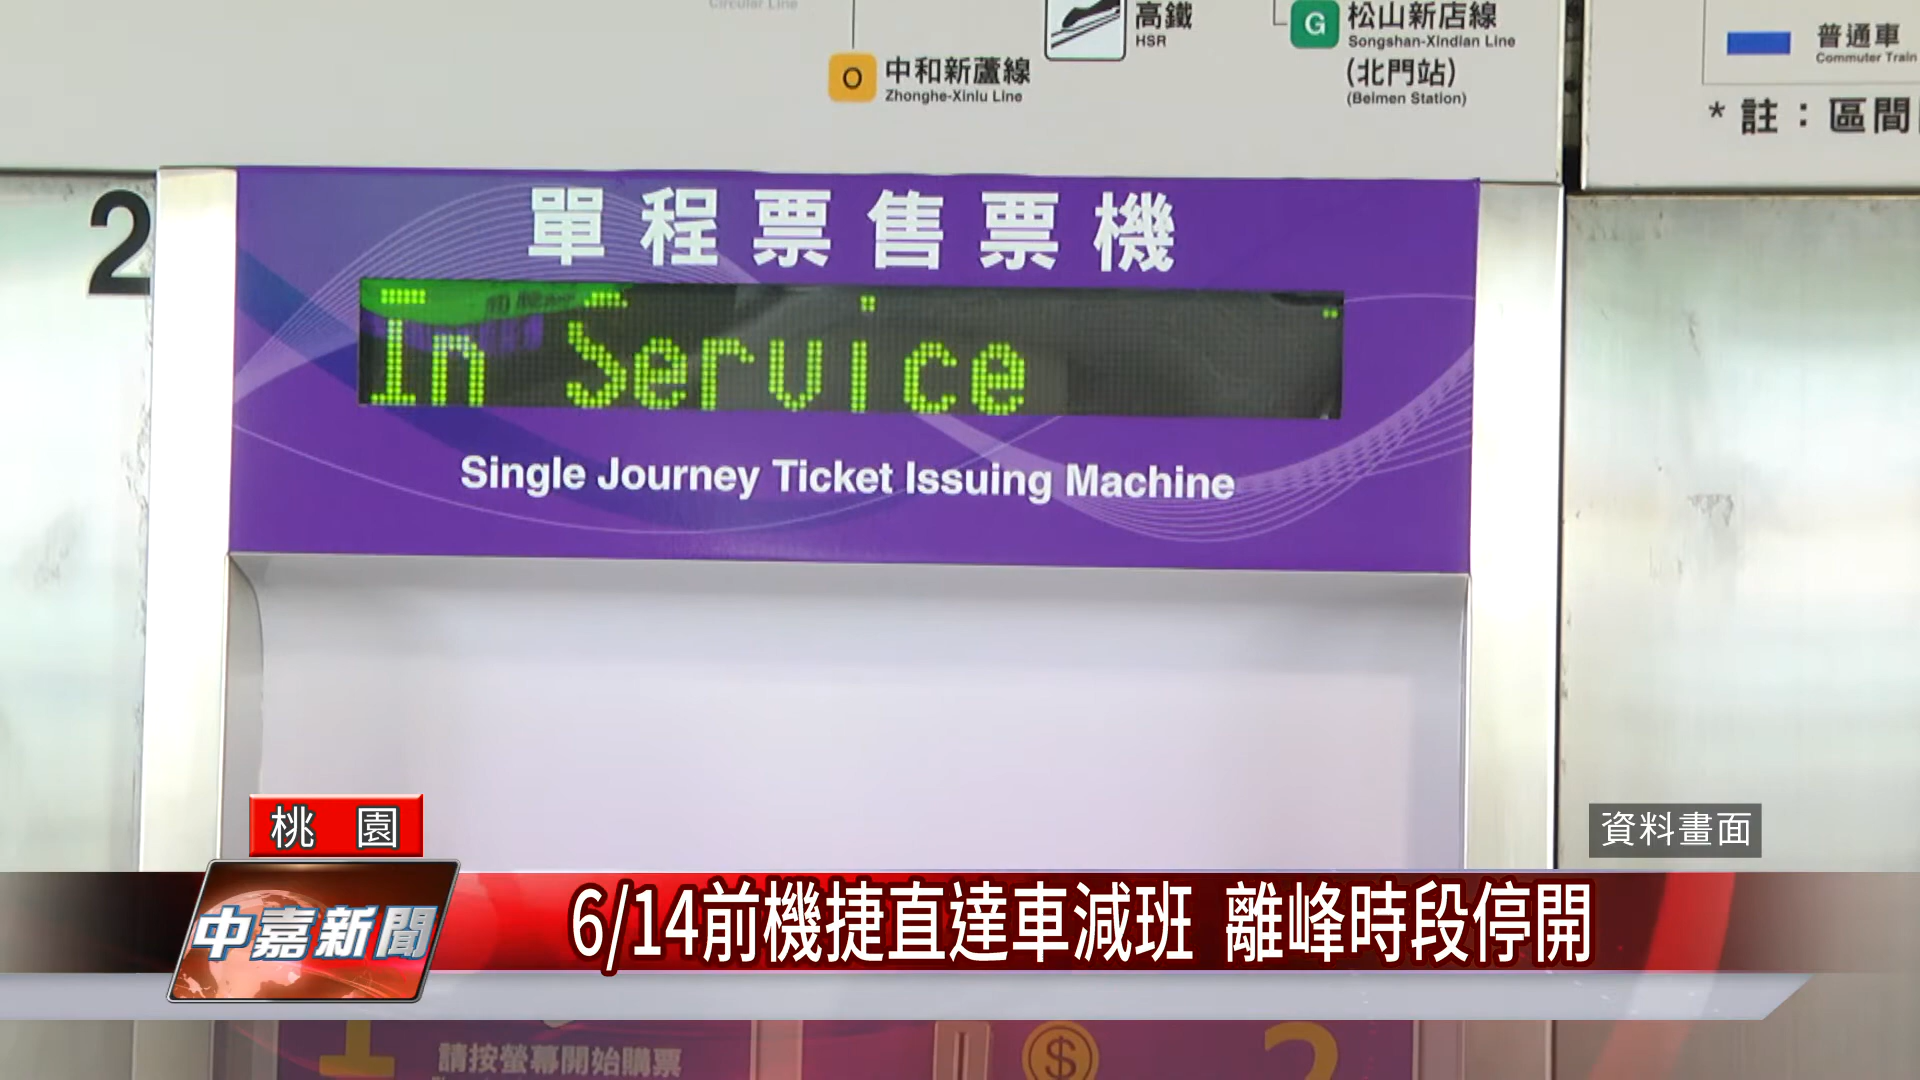 Circular Line
中和新蘆線
Zhonghe-Xinlu Line
高鐵
HSR
G 松山新店線
Songshan-Xindian Line
(北門站)
(Beimen Station)
普通車
Commuter Train
O
*註：區間
2
單程票售票機
In Service
Single Journey Ticket Issuing Machine
桃園
資料畫面
中嘉新聞
6/14前機捷直達車減班 離峰時段停開
1
請按螢幕開始購票
$
2